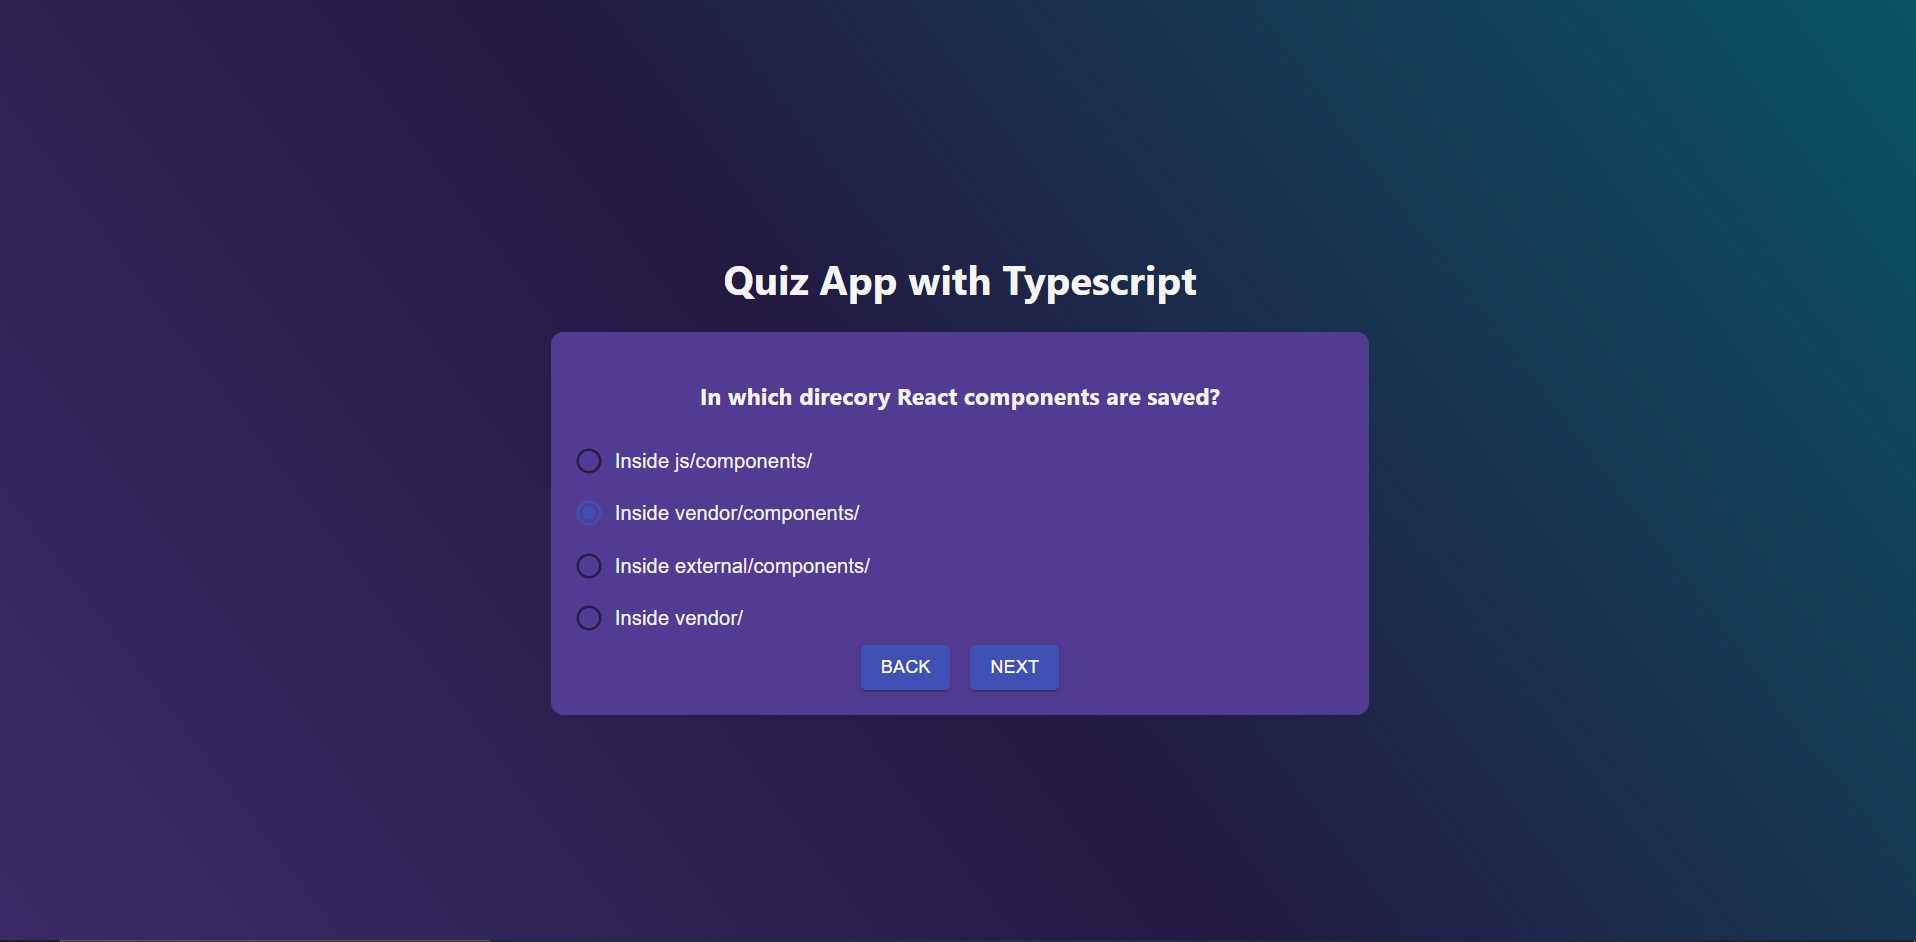 Quiz App with Typescript
In which direcory React components are saved?
Inside js/components/
Inside vendor/components/
Inside external/components/
Inside vendor/
BACK NEXT